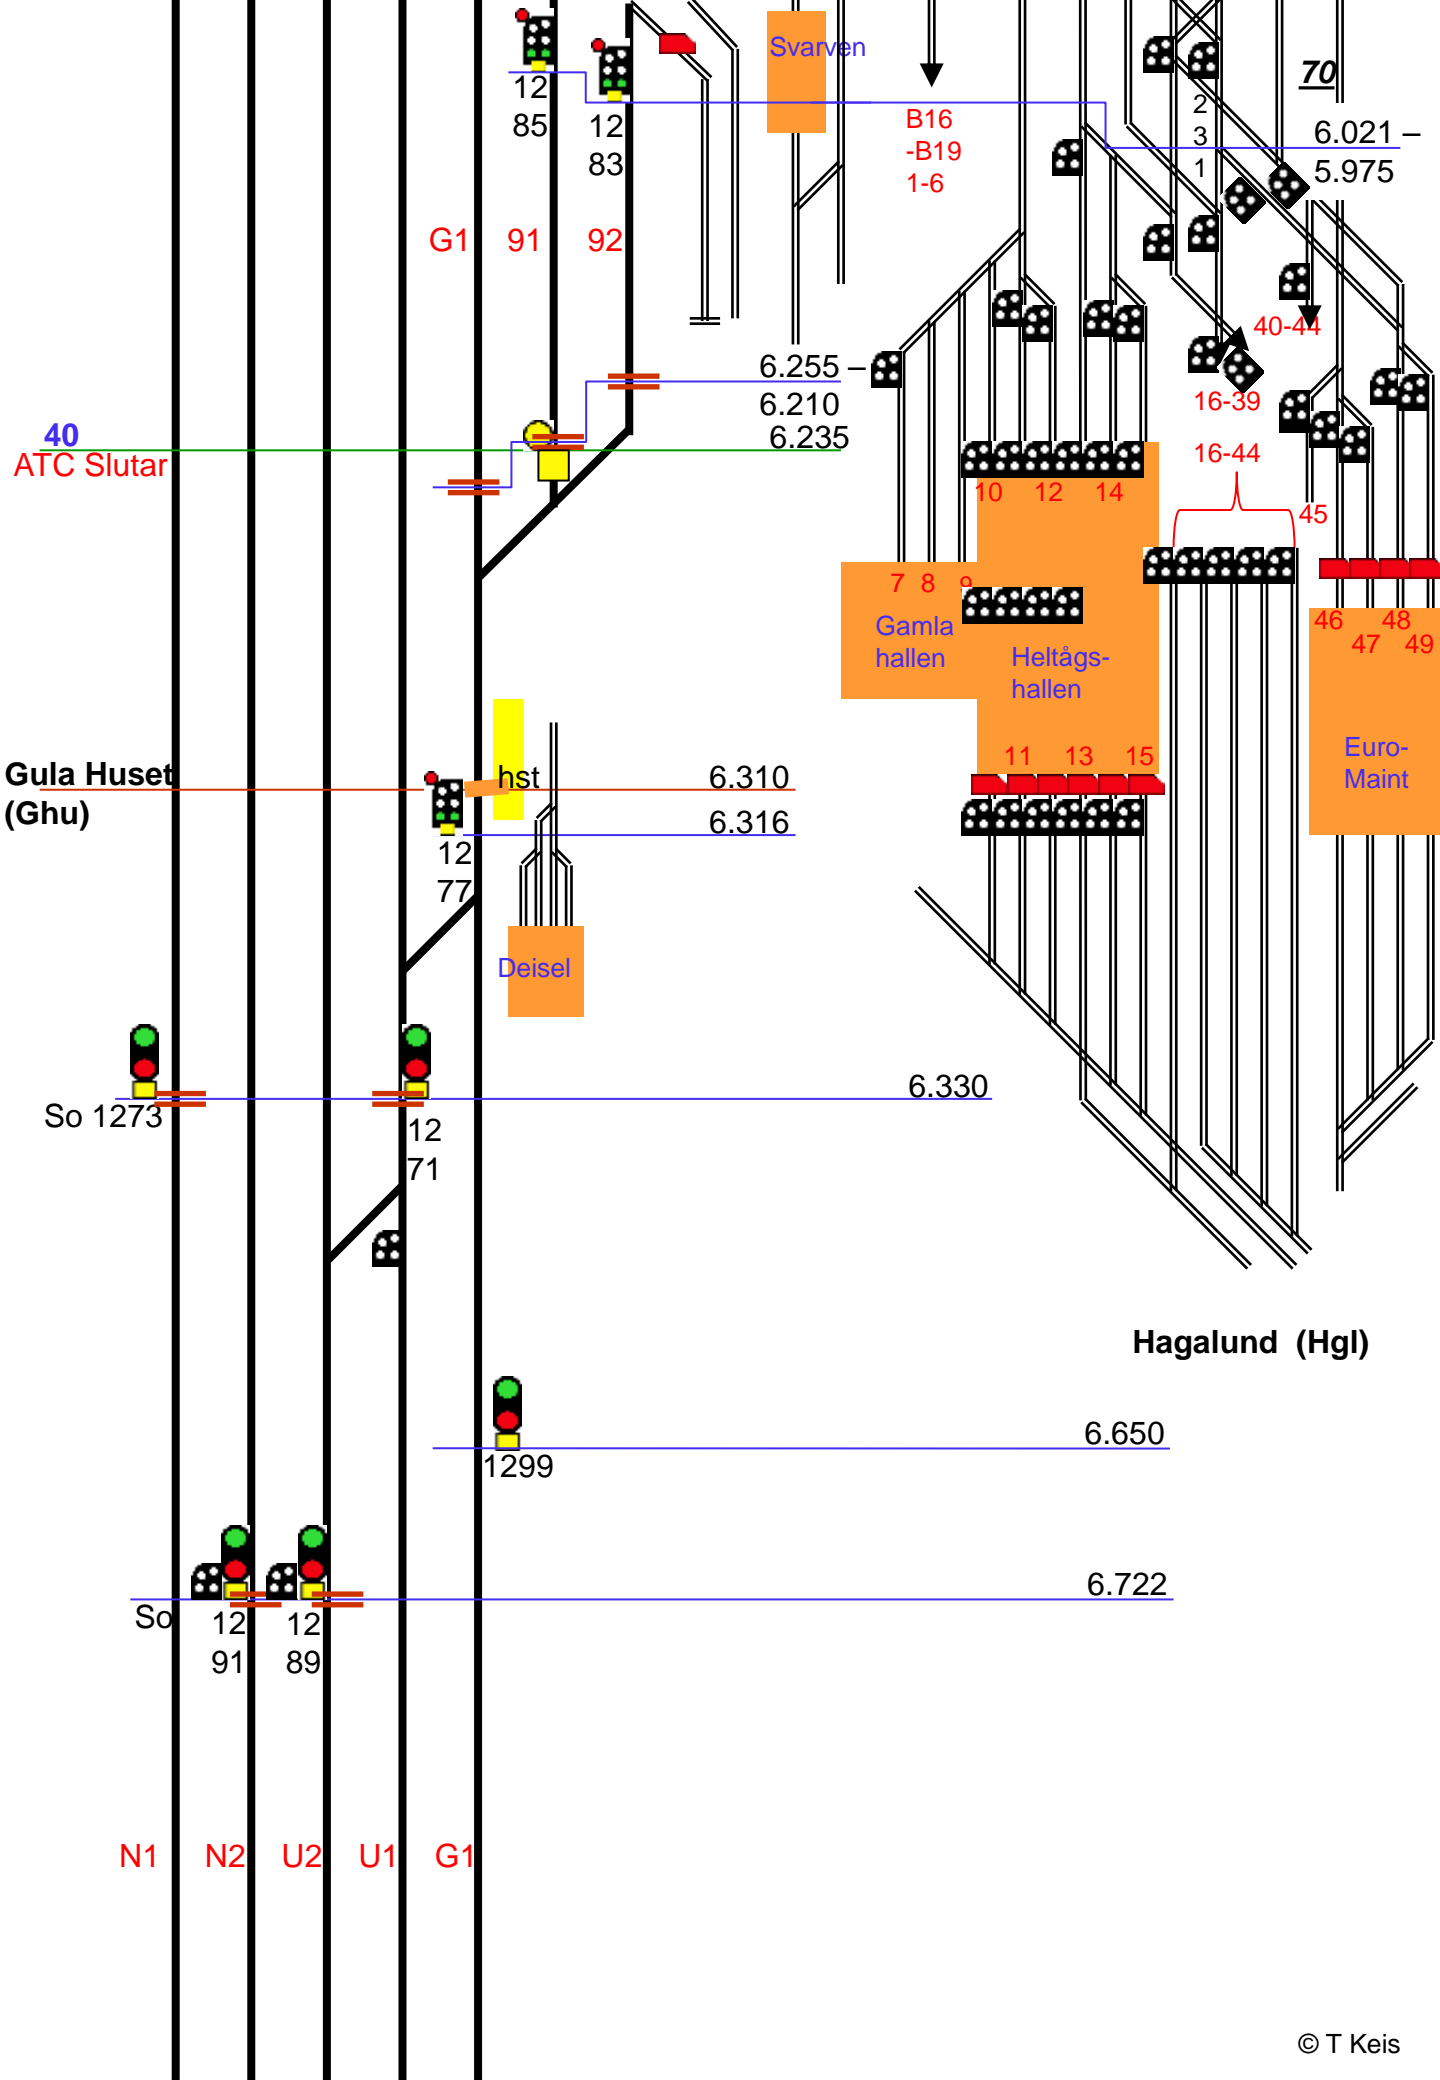 Svarven
70
12
85
12
83
B16
-B19
1-6
2
3
1
6.021 –
5.975
G1
91
92
40-44
6.255 –
6.210
6.235
40
ATC Slutar
16-39
16-44
10
12
14
45
7
8
9
Gamla
hallen
Heltågs-
hallen
46
47
48
49
Gula Huset
(Ghu)
hst
6.310
6.316
11
13
15
Euro-
Maint
12
77
Deisel
6.330
So 1273
12
71
Hagalund (Hgl)
6.650
1299
6.722
So
12
91
12
89
N1
N2
U2
U1
G1
© T Keis